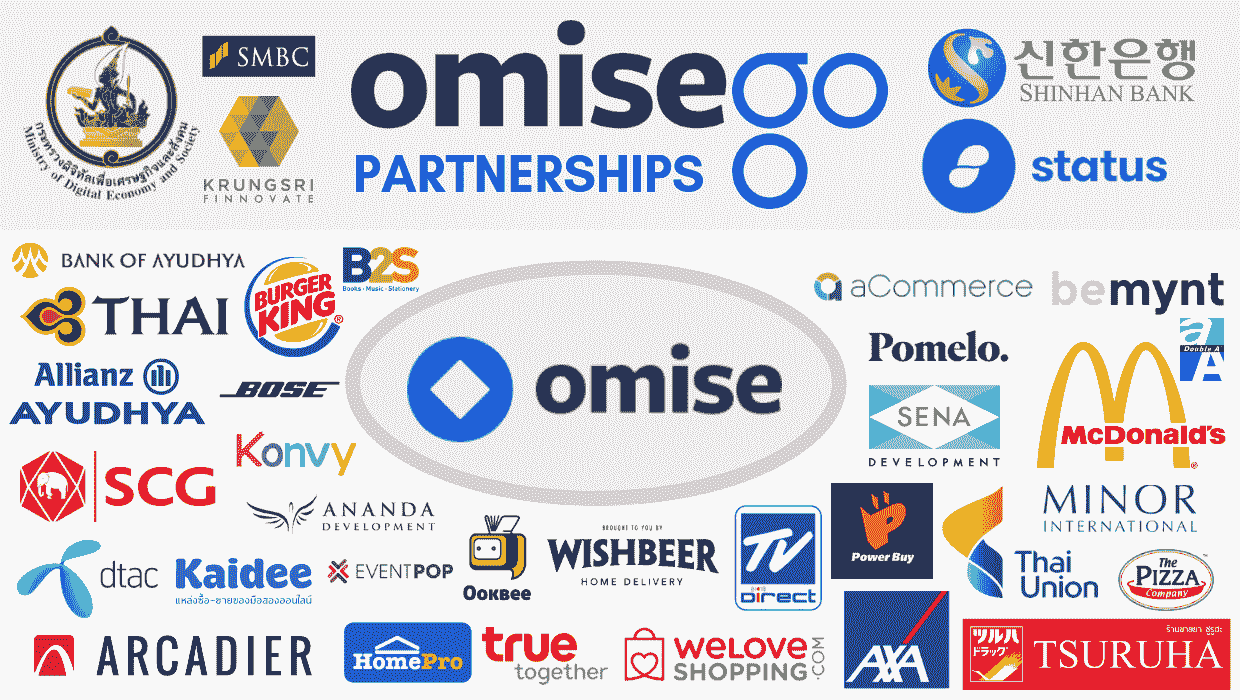 กระทรวงดิจิทัลเพื่อเศรษฐกิจและสังคม
Ministry of Digital Economy and Society
SMBC
KRUNGSRI
FINNOVATE
omisego
PARTNERSHIPS
신한은행
SHINHAN BANK
status
BANK OF AYUDHYA
THAI
BURGER
KING®
B2S
Books · Music · Stationery
Allianz
AYUDHYA
BOSE
omise
aCommerce
bemynt
Pomelo.
a
Double A
A
SENA
DEVELOPMENT
McDonald's
®
Konvy
SCG
ANANDA
DEVELOPMENT
dtac
Kaidee
แหล่งซื้อ-ขายของมือสองออนไลน์
EVENTPOP
Ookbee
BROUGHT TO YOU BY
WISHBEER
HOME DELIVERY
TV
Direct
Power Buy
MINOR
INTERNATIONAL
Thai
Union
The
PIZZA
Company
ARCADIER
HomePro
true
together
welove
SHOPPING.COM
AXA
ツルハ
ドラッグ
ร้านขายยา ซูรูฮะ
TSURUHA